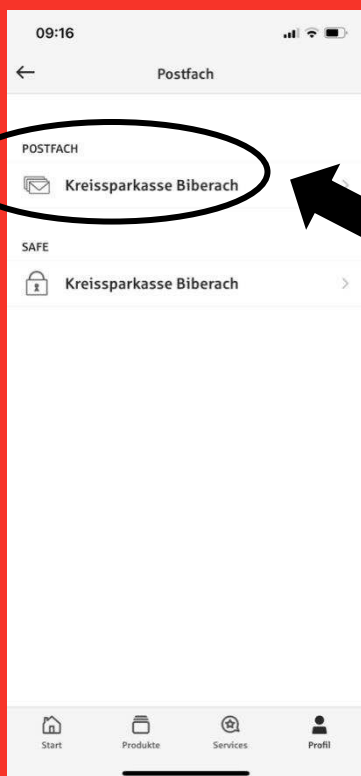 09:16
Postfach
POSTFACH
Kreissparkasse Biberach
SAFE
Kreissparkasse Biberach
Start Produkte Services Profil